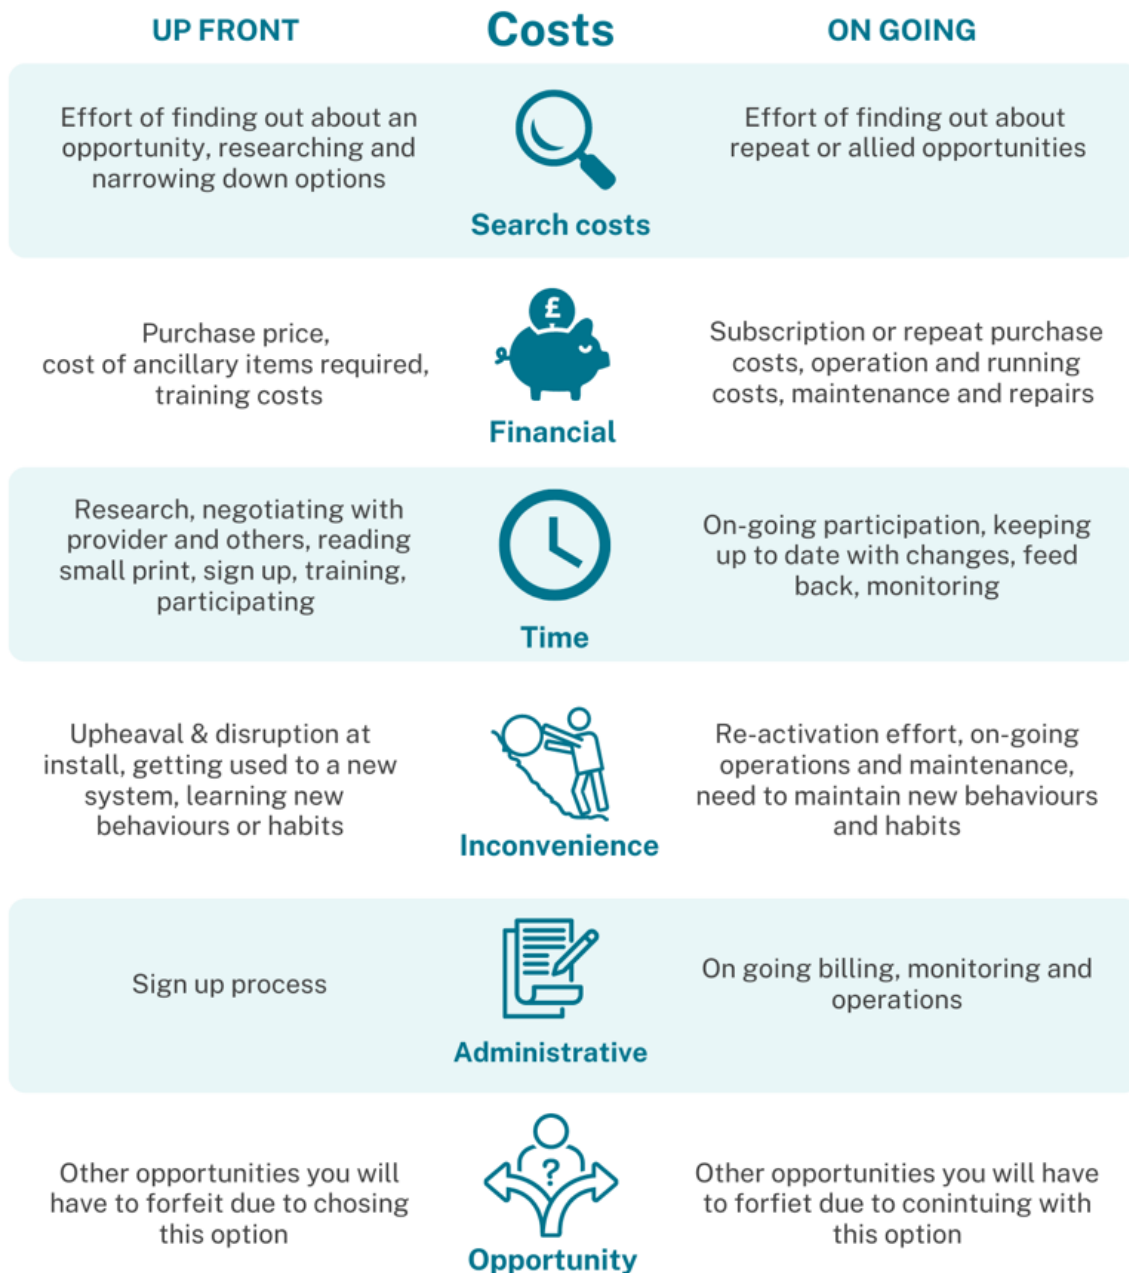 UP FRONT
Costs
ON GOING
Effort of finding out about an
opportunity, researching and
narrowing down options
Search costs
Effort of finding out about
repeat or allied opportunities
Purchase price,
cost of ancillary items required,
training costs
£
Financial
Subscription or repeat purchase
costs, operation and running
costs, maintenance and repairs
Research, negotiating with
provider and others, reading
small print, sign up, training,
participating
Time
On-going participation, keeping
up to date with changes, feed
back, monitoring
Upheaval & disruption at
install, getting used to a new
system, learning new
behaviours or habits
Inconvenience
Re-activation effort, on-going
operations and maintenance,
need to maintain new behaviours
and habits
Sign up process
Administrative
On going billing, monitoring and
operations
Other opportunities you will
have to forfeit due to chosing
this option
?
Opportunity
Other opportunities you will have
to forfiet due to conintuing with
this option